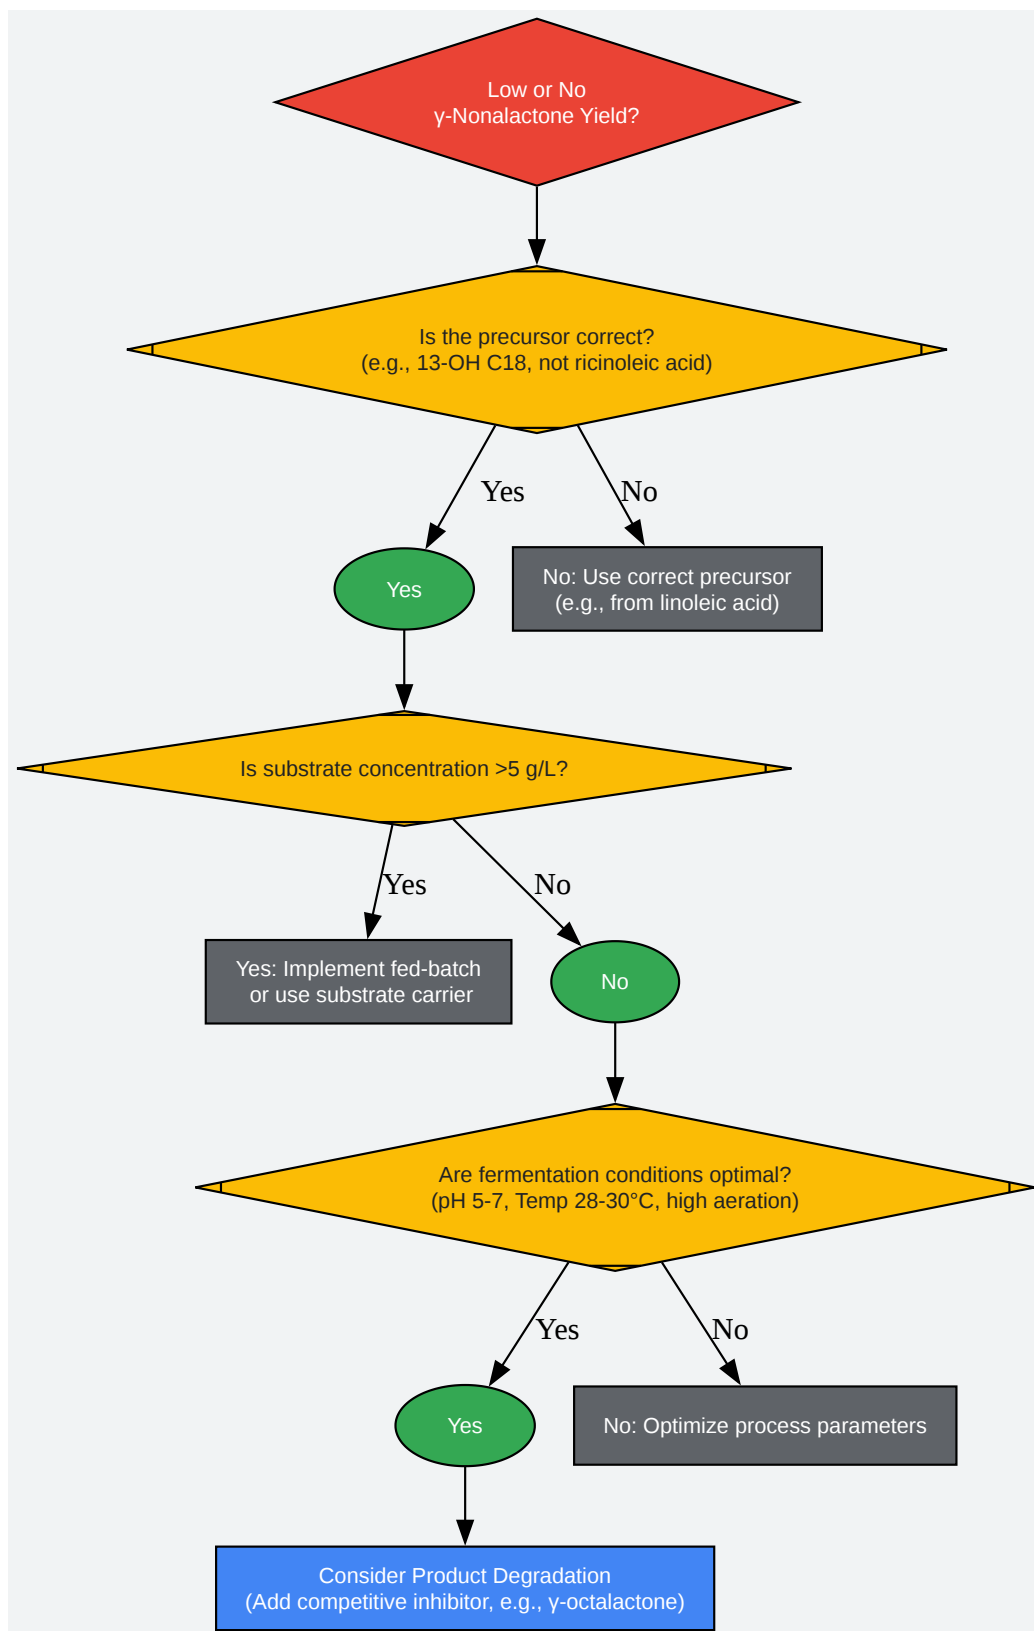 Low or No
γ-Nonalactone Yield?
Is the precursor correct?
(e.g., 13-OH C18, not ricinoleic acid)
Yes
No
Yes
No: Use correct precursor
(e.g., from linoleic acid)
Is substrate concentration >5 g/L?
Yes
No
Yes: Implement fed-batch
or use substrate carrier
No
Are fermentation conditions optimal?
(pH 5-7, Temp 28-30°C, high aeration)
Yes
No
Yes
No: Optimize process parameters
Consider Product Degradation
(Add competitive inhibitor, e.g., γ-octalactone)